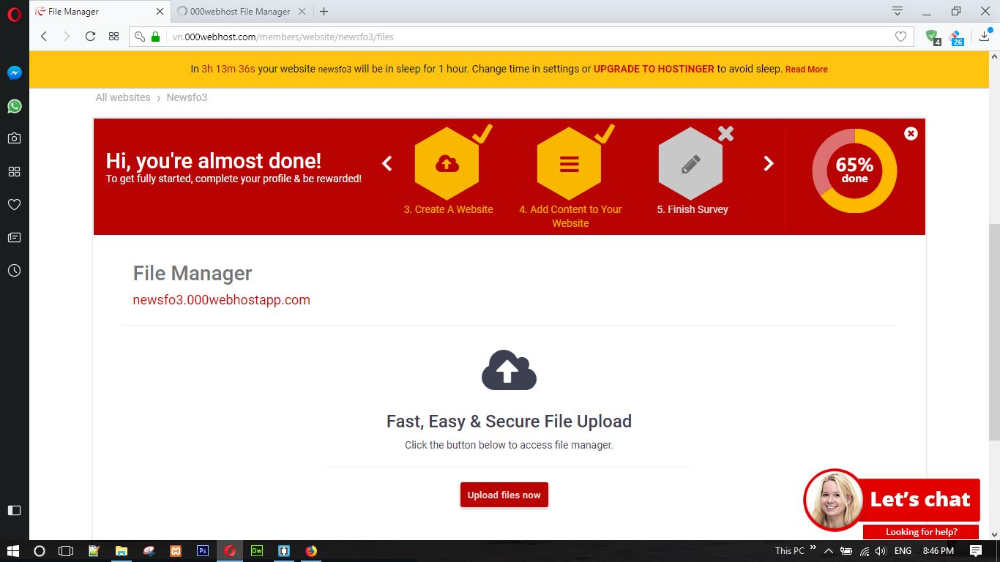 File Manager
000webhost File Manager
vn.000webhost.com/members/website/newsfo3/files
4
26
In 3h 13m 36s your website newsfo3 will be in sleep for 1 hour. Change time in settings or UPGRADE TO HOSTINGER to avoid sleep. Read More
All websites › Newsfo3
Hi, you're almost done!
To get fully started, complete your profile & be rewarded!
3. Create A Website
4. Add Content to Your
Website
5. Finish Survey
65%
done
File Manager
newsfo3.000webhostapp.com
Fast, Easy & Secure File Upload
Click the button below to access file manager.
Upload files now
Let's chat
Looking for help?
Ps
Dw
This PC
ENG
8:46 PM